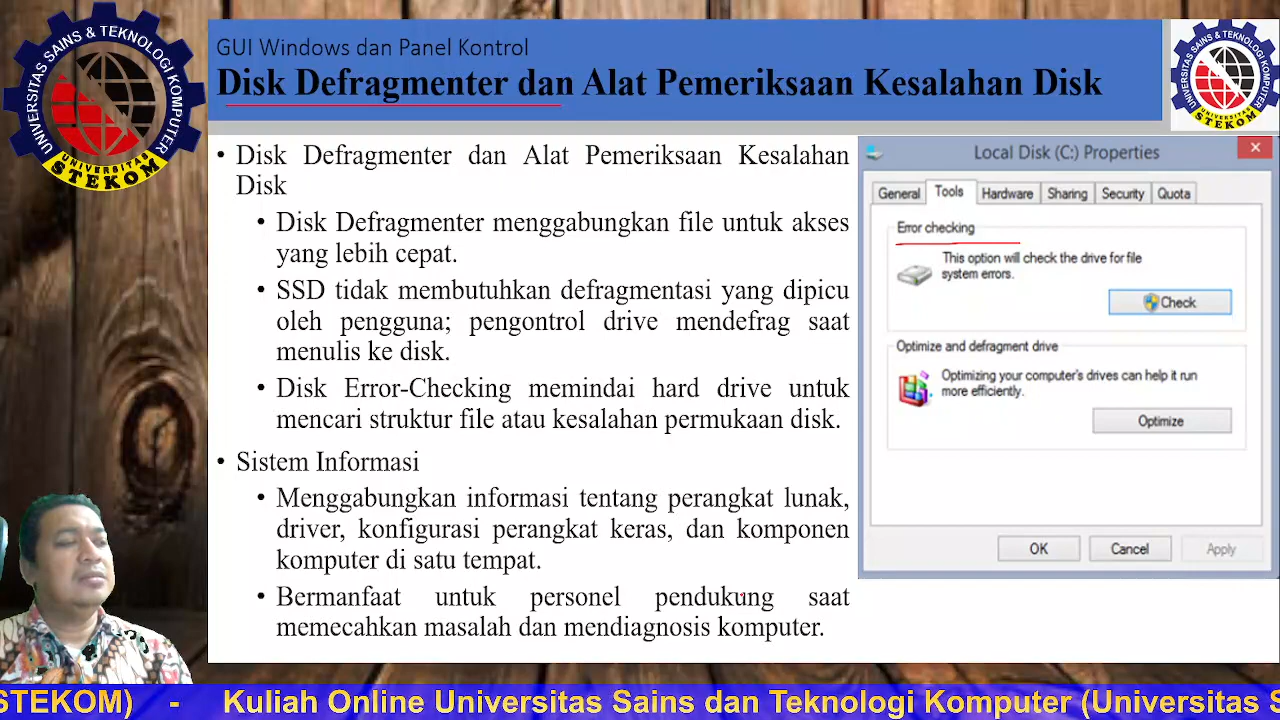 UNIVERSITAS SAINS & TEKNOLOGI KOMPUTER
UNIVERSITAS
STEKOM
GUI Windows dan Panel Kontrol
Disk Defragmenter dan Alat Pemeriksaan Kesalahan Disk
UNIVERSITAS SAINS & TEKNOLOGI KOMPUTER
UNIVERSITAS
STEKOM
• Disk Defragmenter dan Alat Pemeriksaan Kesalahan
Disk
• Disk Defragmenter menggabungkan file untuk akses
yang lebih cepat.
• SSD tidak membutuhkan defragmentasi yang dipicu
oleh pengguna; pengontrol drive mendefrag saat
menulis ke disk.
• Disk Error-Checking memindai hard drive untuk
mencari struktur file atau kesalahan permukaan disk.
• Sistem Informasi
• Menggabungkan informasi tentang perangkat lunak,
driver, konfigurasi perangkat keras, dan komponen
komputer di satu tempat.
• Bermanfaat untuk personel pendukung saat
memecahkan masalah dan mendiagnosis komputer.
Local Disk (C:) Properties
General Tools Hardware Sharing Security Quota
Error checking
This option will check the drive for file
system errors.
Check
Optimize and defragment drive
Optimizing your computer's drives can help it run
more efficiently.
Optimize
OK Cancel Apply
STEKOM) - Kuliah Online Universitas Sains dan Teknologi Komputer (Universitas S